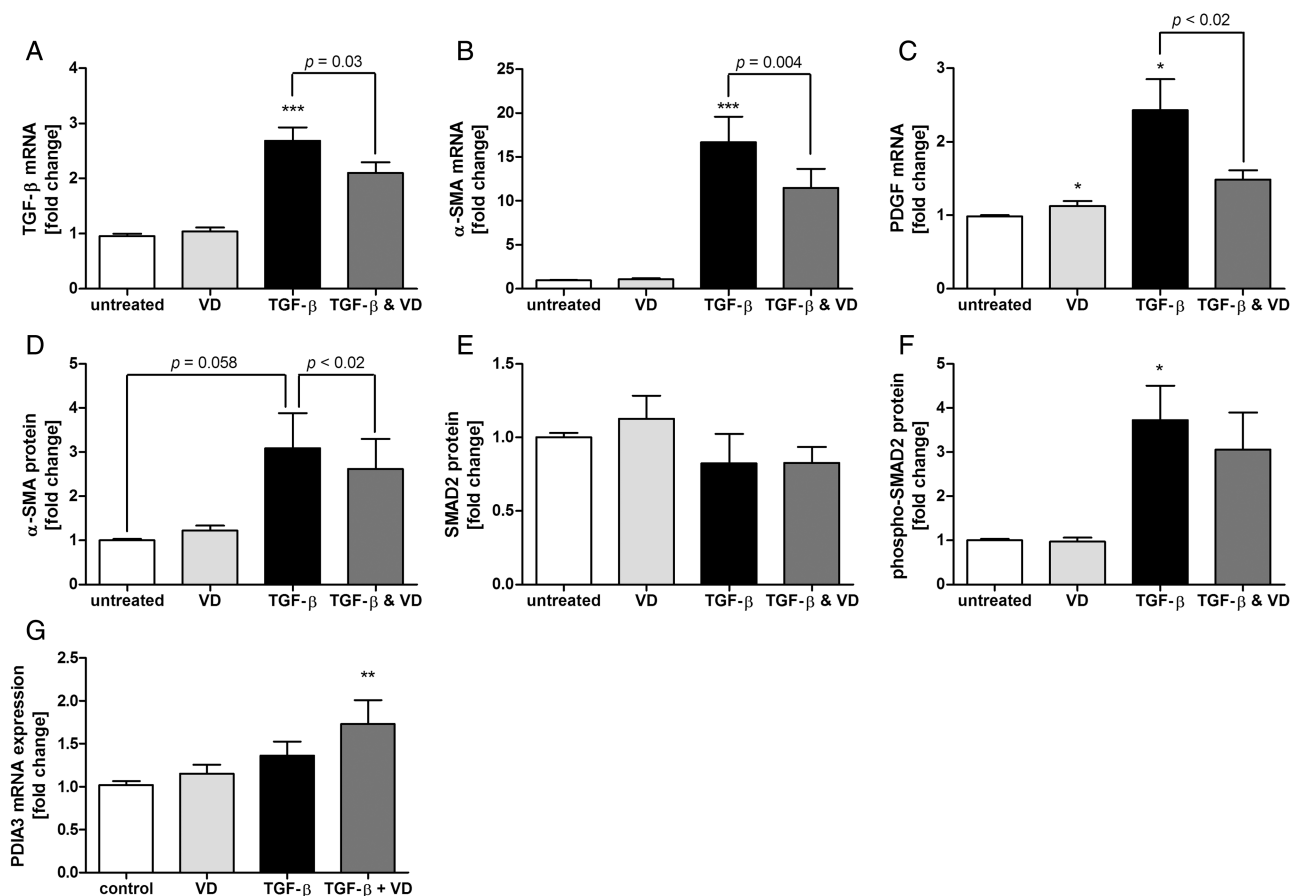 A
TGF-β mRNA
[fold change]
4
3
2
1
0
***
p = 0.03
untreated VD TGF-β TGF-β & VD
B
α-SMA mRNA
[fold change]
25
20
15
10
5
0
***
p = 0.004
untreated VD TGF-β TGF-β & VD
C
PDGF mRNA
[fold change]
3
2
1
0
*
*
p < 0.02
untreated VD TGF-β TGF-β & VD
D
α-SMA protein
[fold change]
5
4
3
2
1
0
p = 0.058
p < 0.02
untreated VD TGF-β TGF-β & VD
E
SMAD2 protein
[fold change]
1.5
1.0
0.5
0.0
untreated VD TGF-β TGF-β & VD
F
phospho-SMAD2 protein
[fold change]
5
4
3
2
1
0
*
untreated VD TGF-β TGF-β & VD
G
PDIA3 mRNA expression
[fold change]
2.5
2.0
1.5
1.0
0.5
0.0
**
control VD TGF-β TGF-β + VD